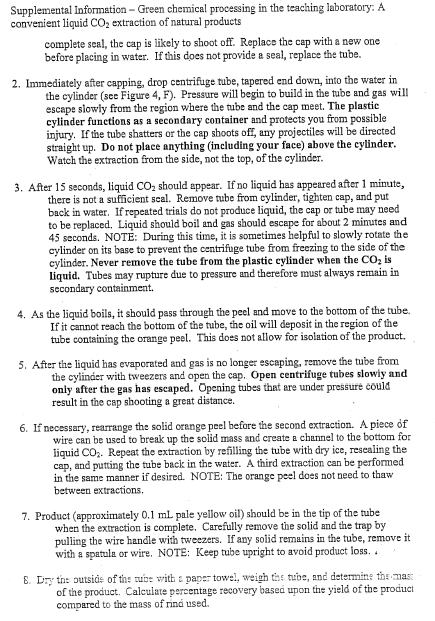 Supplemental Information – Green chemical processing in the teaching laboratory: A
convenient liquid CO₂ extraction of natural products
complete seal, the cap is likely to shoot off. Replace the cap with a new one
before placing in water. If this does not provide a seal, replace the tube.
2. Immediately after capping, drop centrifuge tube, tapered end down, into the water in
the cylinder (see Figure 4, F). Pressure will begin to build in the tube and gas will
escape slowly from the region where the tube and the cap meet. The plastic
cylinder functions as a secondary container and protects you from possible
injury. If the tube shatters or the cap shoots off, any projectiles will be directed
straight up. Do not place anything (including your face) above the cylinder.
Watch the extraction from the side, not the top, of the cylinder.
3. After 15 seconds, liquid CO₂ should appear. If no liquid has appeared after 1 minute,
there is not a sufficient seal. Remove tube from cylinder, tighten cap, and put
back in water. If repeated trials do not produce liquid, the cap or tube may need
to be replaced. Liquid should boil and gas should escape for about 2 minutes and
45 seconds. NOTE: During this time, it is sometimes helpful to slowly rotate the
cylinder on its base to prevent the centrifuge tube from freezing to the side of the
cylinder. Never remove the tube from the plastic cylinder when the CO₂ is
liquid. Tubes may rupture due to pressure and therefore must always remain in
secondary containment.
4. As the liquid boils, it should pass through the peel and move to the bottom of the tube.
If it cannot reach the bottom of the tube, the oil will deposit in the region of the
tube containing the orange peel. This does not allow for isolation of the product.
5. After the liquid has evaporated and gas is no longer escaping, remove the tube from
the cylinder with tweezers and open the cap. Open centrifuge tubes slowly and
only after the gas has escaped. Opening tubes that are under pressure could
result in the cap shooting a great distance.
6. If necessary, rearrange the solid orange peel before the second extraction. A piece of
wire can be used to break up the solid mass and create a channel to the bottom for
liquid CO₂. Repeat the extraction by refilling the tube with dry ice, resealing the
cap, and putting the tube back in the water. A third extraction can be performed
in the same manner if desired. NOTE: The orange peel does not need to thaw
between extractions.
7. Product (approximately 0.1 mL pale yellow oil) should be in the tip of the tube
when the extraction is complete. Carefully remove the solid and the trap by
pulling the wire handle with tweezers. If any solid remains in the tube, remove it
with a spatula or wire. NOTE: Keep tube upright to avoid product loss.
8. Dry the outside of the tube with a paper towel, weigh the tube, and determine the mass
of the product. Calculate percentage recovery based upon the yield of the product
compared to the mass of rind used.